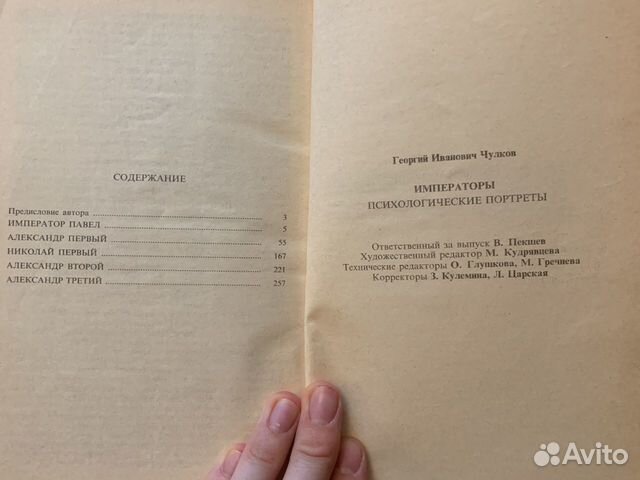 СОДЕРЖАНИЕ
Предисловие автора 3
ИМПЕРАТОР ПАВЕЛ 5
АЛЕКСАНДР ПЕРВЫЙ 55
НИКОЛАЙ ПЕРВЫЙ 167
АЛЕКСАНДР ВТОРОЙ 221
АЛЕКСАНДР ТРЕТИЙ 257
Георгий Иванович Чулков
ИМПЕРАТОРЫ
ПСИХОЛОГИЧЕСКИЕ ПОРТРЕТЫ
Ответственный за выпуск В. Пекшев
Художественный редактор М. Кудрявцева
Технические редакторы О. Глушкова, М. Гречнева
Корректоры З. Кулемина, Л. Царская
Avito